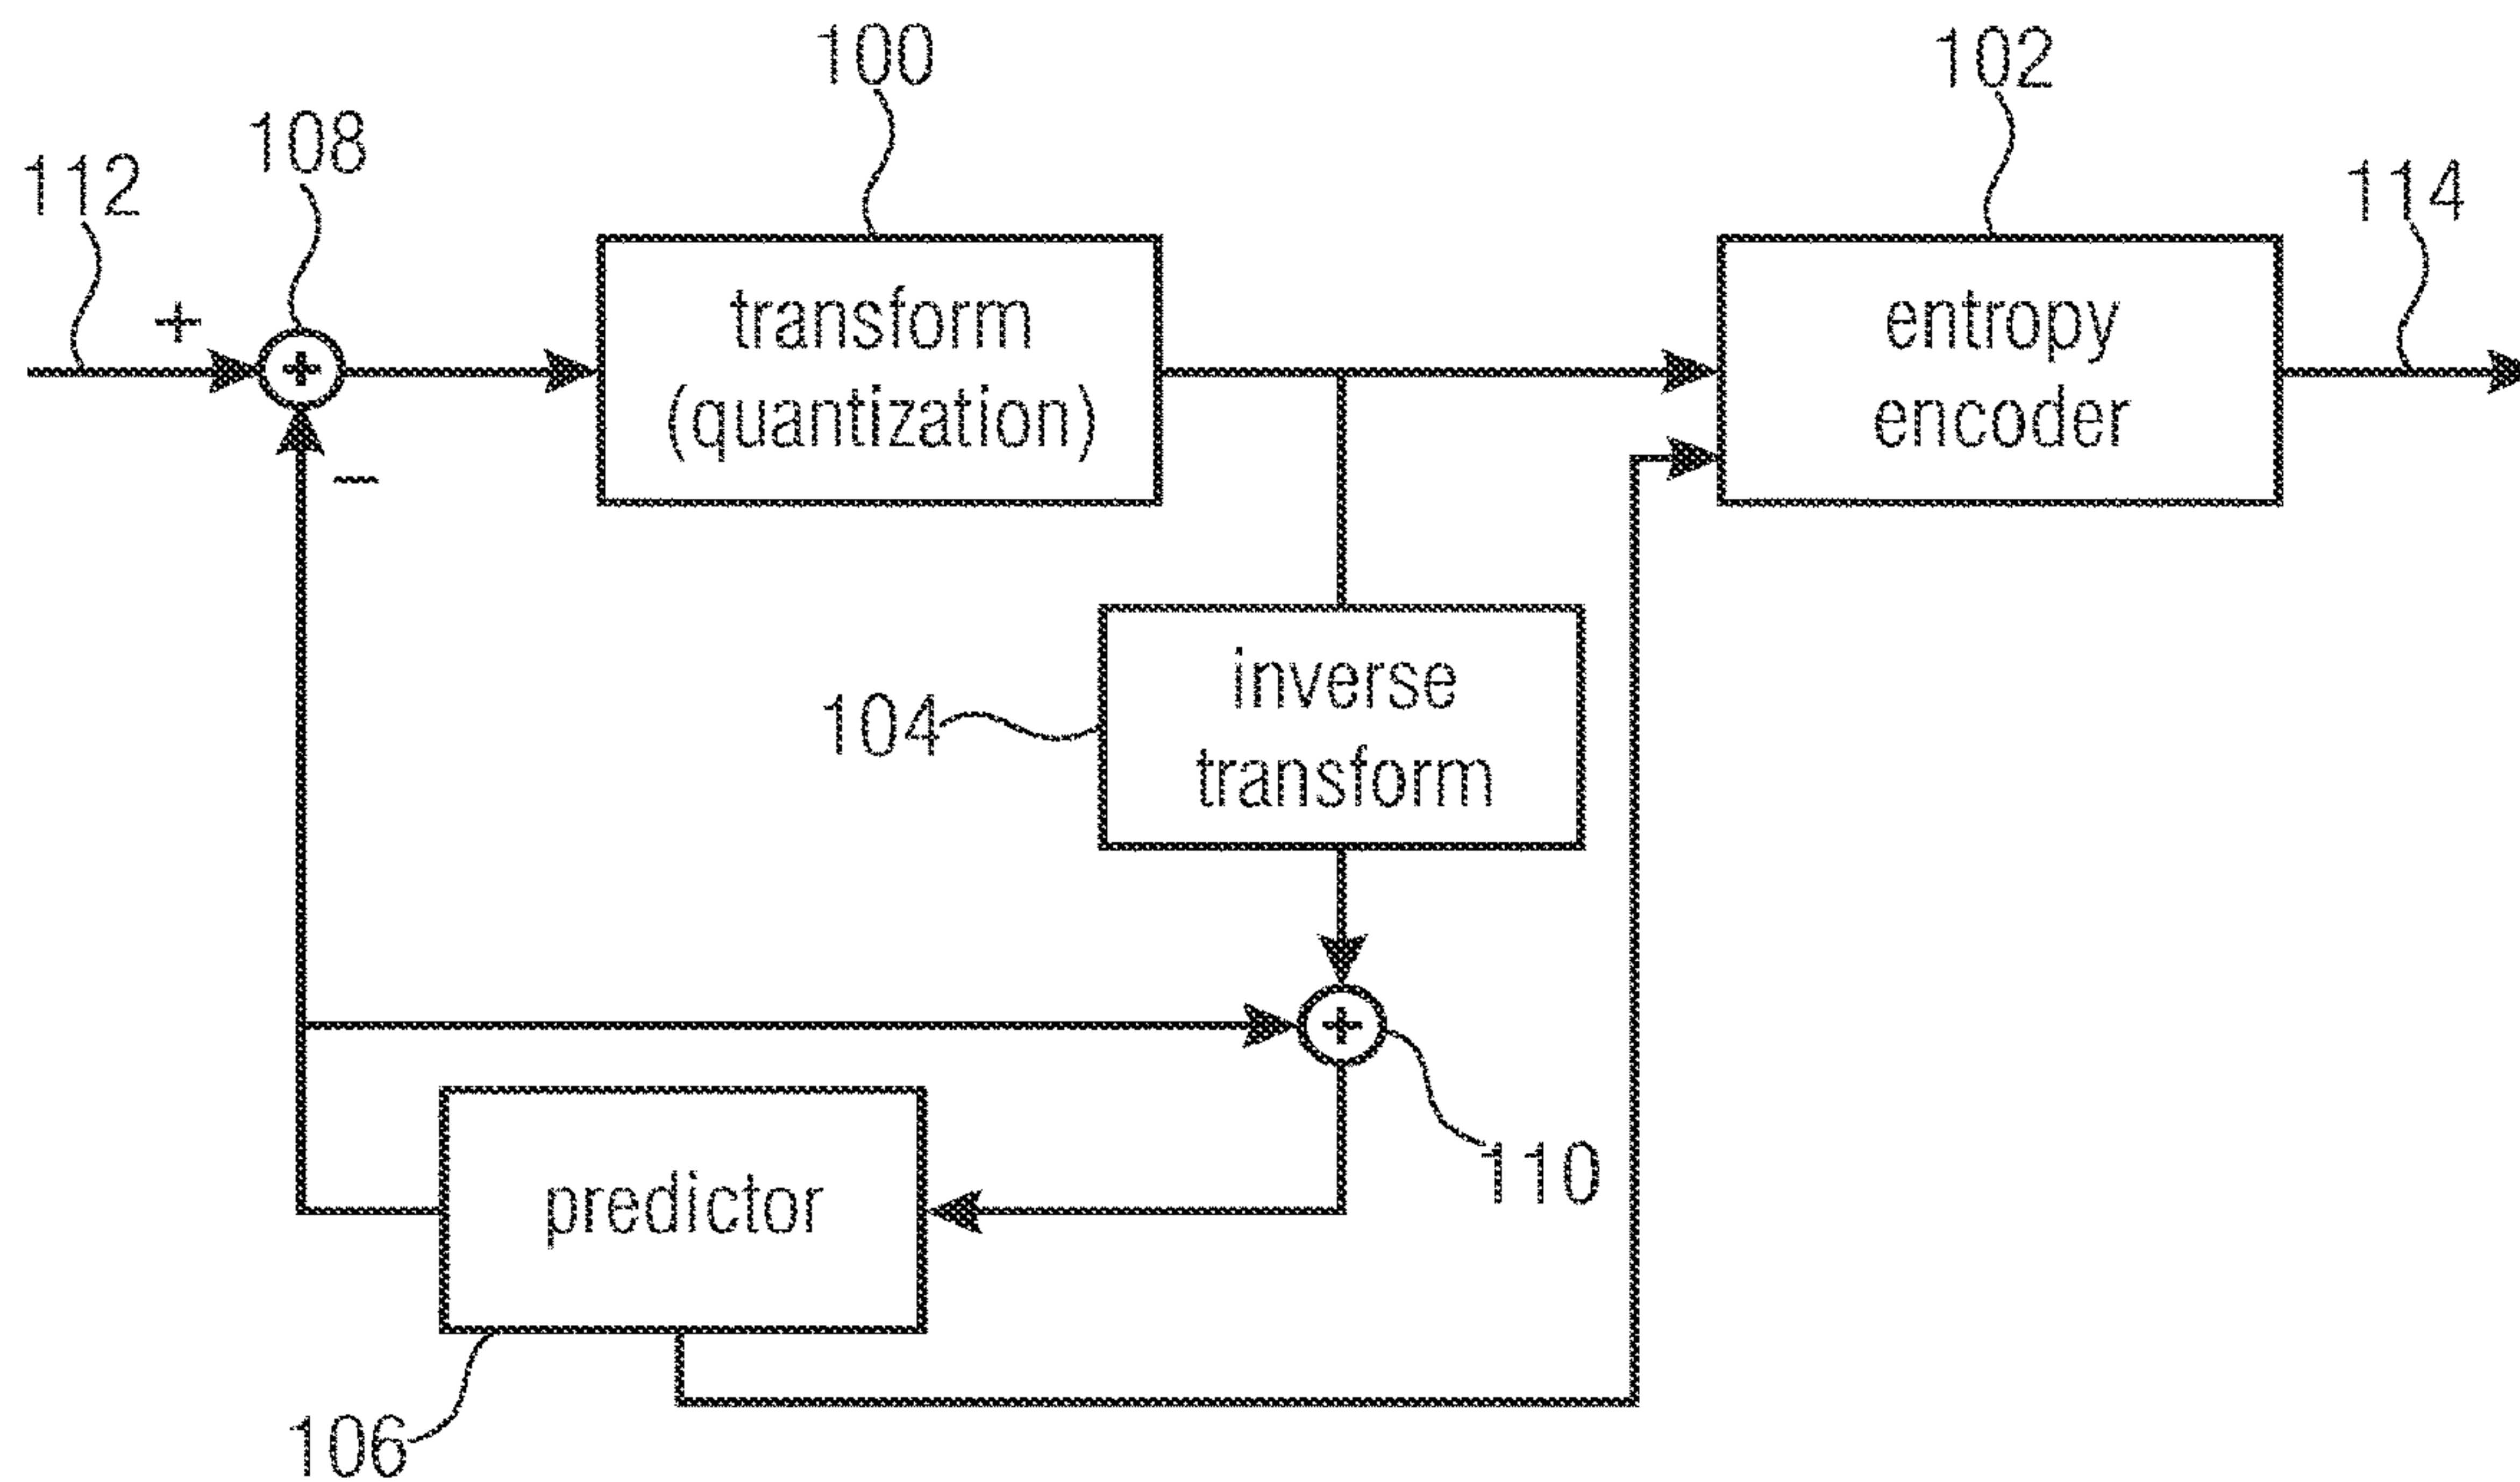 100
102
108
112
114
+
+
transform
(quantization)
entropy
encoder
−
inverse
transform
104
+
110
predictor
106